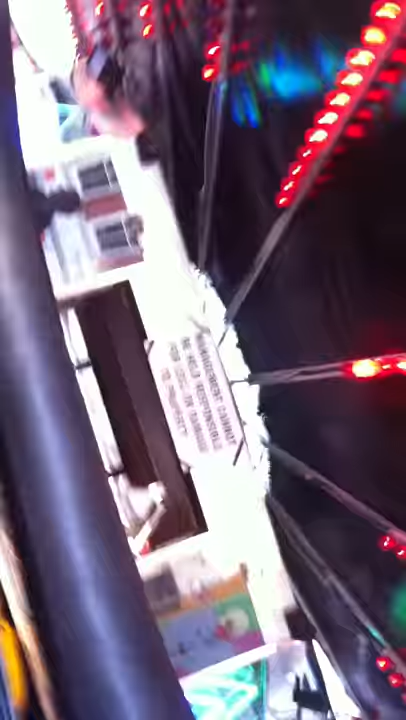 MANAGEMENT CANNOT
BE HELD RESPONSIBLE
FOR LOSS OR DAMAGE
TO PROPERTY